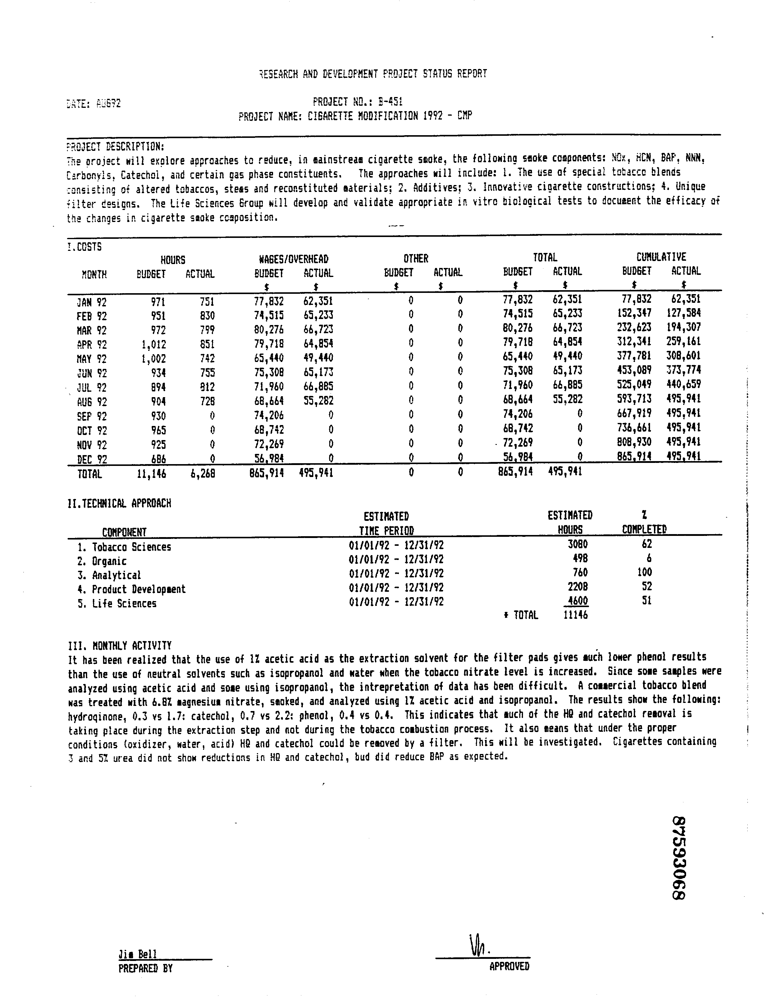 RESEARCH AND DEVELOPMENT PROJECT STATUS REPORT
DATE: AUG92 PROJECT NO.: B-451
PROJECT NAME: CIGARETTE MODIFICATION 1992 - CMP
PROJECT DESCRIPTION:
The project will explore approaches to reduce, in mainstream cigarette smoke, the following smoke components: NOx, HCN, BAP, NNN,
Carbonyls, Catechol, and certain gas phase constituents. The approaches will include: 1. The use of special tobacco blends
consisting of altered tobaccos, stems and reconstituted materials; 2. Additives; 3. Innovative cigarette constructions; 4. Unique
filter designs. The Life Sciences Group will develop and validate appropriate in vitro biological tests to document the efficacy of
the changes in cigarette smoke composition.
I.COSTS
HOURS WAGES/OVERHEAD OTHER TOTAL CUMULATIVE
MONTH BUDGET ACTUAL BUDGET ACTUAL BUDGET ACTUAL BUDGET ACTUAL BUDGET ACTUAL
$ $ $ $ $ $ $ $
JAN 92 971 751 77,832 62,351 0 0 77,832 62,351 77,832 62,351
FEB 92 951 830 74,515 65,233 0 0 74,515 65,233 152,347 127,584
MAR 92 972 799 80,276 66,723 0 0 80,276 66,723 232,623 194,307
APR 92 1,012 851 79,718 64,854 0 0 79,718 64,854 312,341 259,161
MAY 92 1,002 742 65,440 49,440 0 0 65,440 49,440 377,781 308,601
JUN 92 934 755 75,308 65,173 0 0 75,308 65,173 453,089 373,774
JUL 92 894 812 71,960 66,885 0 0 71,960 66,885 525,049 440,659
AUG 92 904 728 68,664 55,282 0 0 68,664 55,282 593,713 495,941
SEP 92 930 0 74,206 0 0 0 74,206 0 667,919 495,941
OCT 92 965 0 68,742 0 0 0 68,742 0 736,661 495,941
NOV 92 925 0 72,269 0 0 0 72,269 0 808,930 495,941
DEC 92 686 0 56,984 0 0 0 56,984 0 865,914 495,941
TOTAL 11,146 6,268 865,914 495,941 0 0 865,914 495,941
II.TECHNICAL APPROACH
ESTIMATED ESTIMATED %
COMPONENT TIME PERIOD HOURS COMPLETED
1. Tobacco Sciences 01/01/92 - 12/31/92 3080 62
2. Organic 01/01/92 - 12/31/92 498 6
3. Analytical 01/01/92 - 12/31/92 760 100
4. Product Development 01/01/92 - 12/31/92 2208 52
5. Life Sciences 01/01/92 - 12/31/92 4600 51
* TOTAL 11146
III. MONTHLY ACTIVITY
It has been realized that the use of 1% acetic acid as the extraction solvent for the filter pads gives much lower phenol results
than the use of neutral solvents such as isopropanol and water when the tobacco nitrate level is increased. Since some samples were
analyzed using acetic acid and some using isopropanol, the intrepretation of data has been difficult. A commercial tobacco blend
was treated with 6.8% magnesium nitrate, smoked, and analyzed using 1% acetic acid and isopropanol. The results show the following:
hydroqinone, 0.3 vs 1.7: catechol, 0.7 vs 2.2: phenol, 0.4 vs 0.4. This indicates that much of the HQ and catechol removal is
taking place during the extraction step and not during the tobacco combustion process. It also means that under the proper
conditions (oxidizer, water, acid) HQ and catechol could be removed by a filter. This will be investigated. Cigarettes containing
3 and 5% urea did not show reductions in HQ and catechol, bud did reduce BAP as expected.
87593068
Jim Bell
PREPARED BY APPROVED